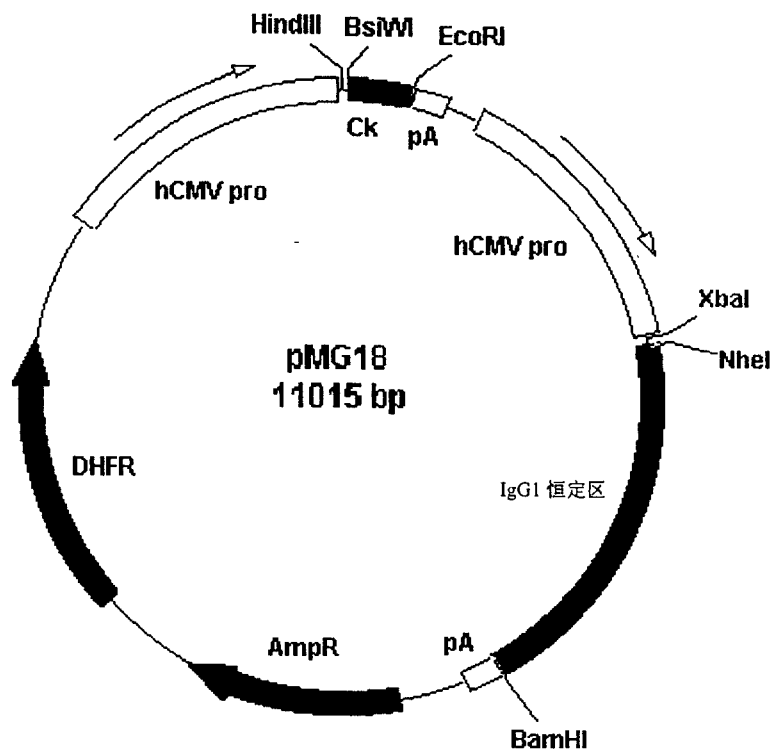 HindIII
BsiWI
EcoRI
Ck
pA
hCMV pro
hCMV pro
XbaI
NheI
pMG18
11015 bp
DHFR
IgG1 恒定区
AmpR
pA
BamHI